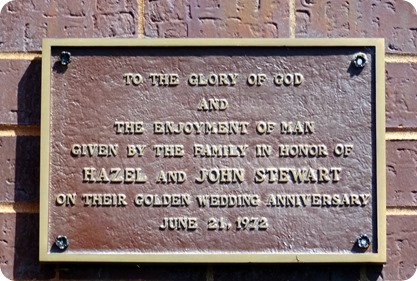 TO THE GLORY OF GOD
AND
THE ENJOYMENT OF MAN
GIVEN BY THE FAMILY IN HONOR OF
HAZEL AND JOHN STEWART
ON THEIR GOLDEN WEDDING ANNIVERSARY
JUNE 21, 1972